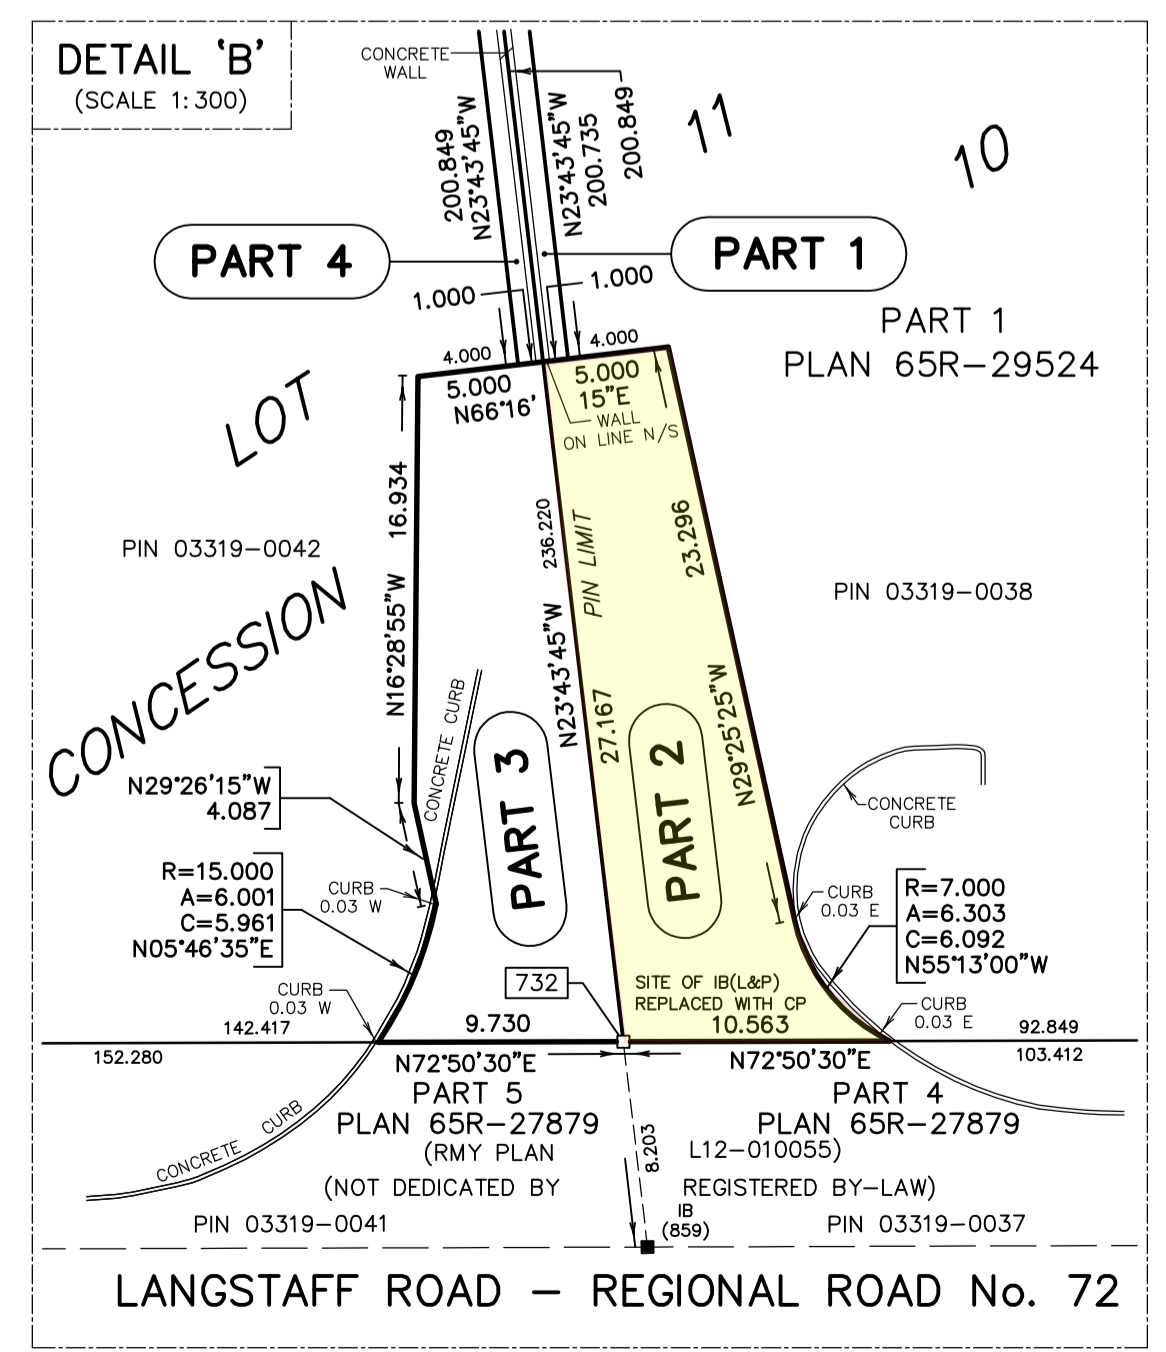 DETAIL ‘B’
(SCALE 1:300)
CONCRETE
WALL
200.849
N23°43'45"W
N23°43'45"W
200.735
200.849
11
10
PART 4
PART 1
1.000
1.000
PART 1
PLAN 65R-29524
4.000
4.000
5.000
5.000
N66°16'
15"E
WALL
ON LINE N/S
LOT
16.934
236.220
PIN LIMIT
23.296
PIN 03319-0042
PIN 03319-0038
CONCESSION
N16°28'55"W
N23°43'45"W
27.167
N29°25'25"W
CONCRETE CURB
PART 3
PART 2
N29°26'15"W
4.087
CONCRETE
CURB
R=15.000
A=6.001
C=5.961
N05°46'35"E
CURB
0.03 W
CURB
0.03 E
R=7.000
A=6.303
C=6.092
N55°13'00"W
732
SITE OF IB(L&P)
REPLACED WITH CP
CURB
0.03 W
CURB
0.03 E
142.417
9.730
10.563
92.849
152.280
103.412
N72°50'30"E
N72°50'30"E
PART 5
PLAN 65R-27879
PART 4
PLAN 65R-27879
(RMY PLAN L12-010055)
CONCRETE CURB
8.203
(NOT DEDICATED BY REGISTERED BY-LAW)
IB
(859)
PIN 03319-0041
PIN 03319-0037
LANGSTAFF ROAD - REGIONAL ROAD No. 72